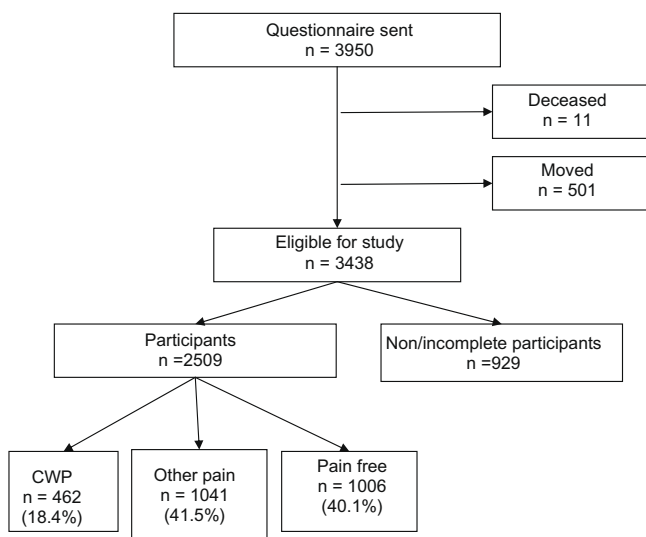 Questionnaire sent
n = 3950
Deceased
n = 11
Moved
n = 501
Eligible for study
n = 3438
Participants
n =2509
Non/incomplete participants
n =929
CWP
n = 462
(18.4%)
Other pain
n = 1041
(41.5%)
Pain free
n = 1006
(40.1%)